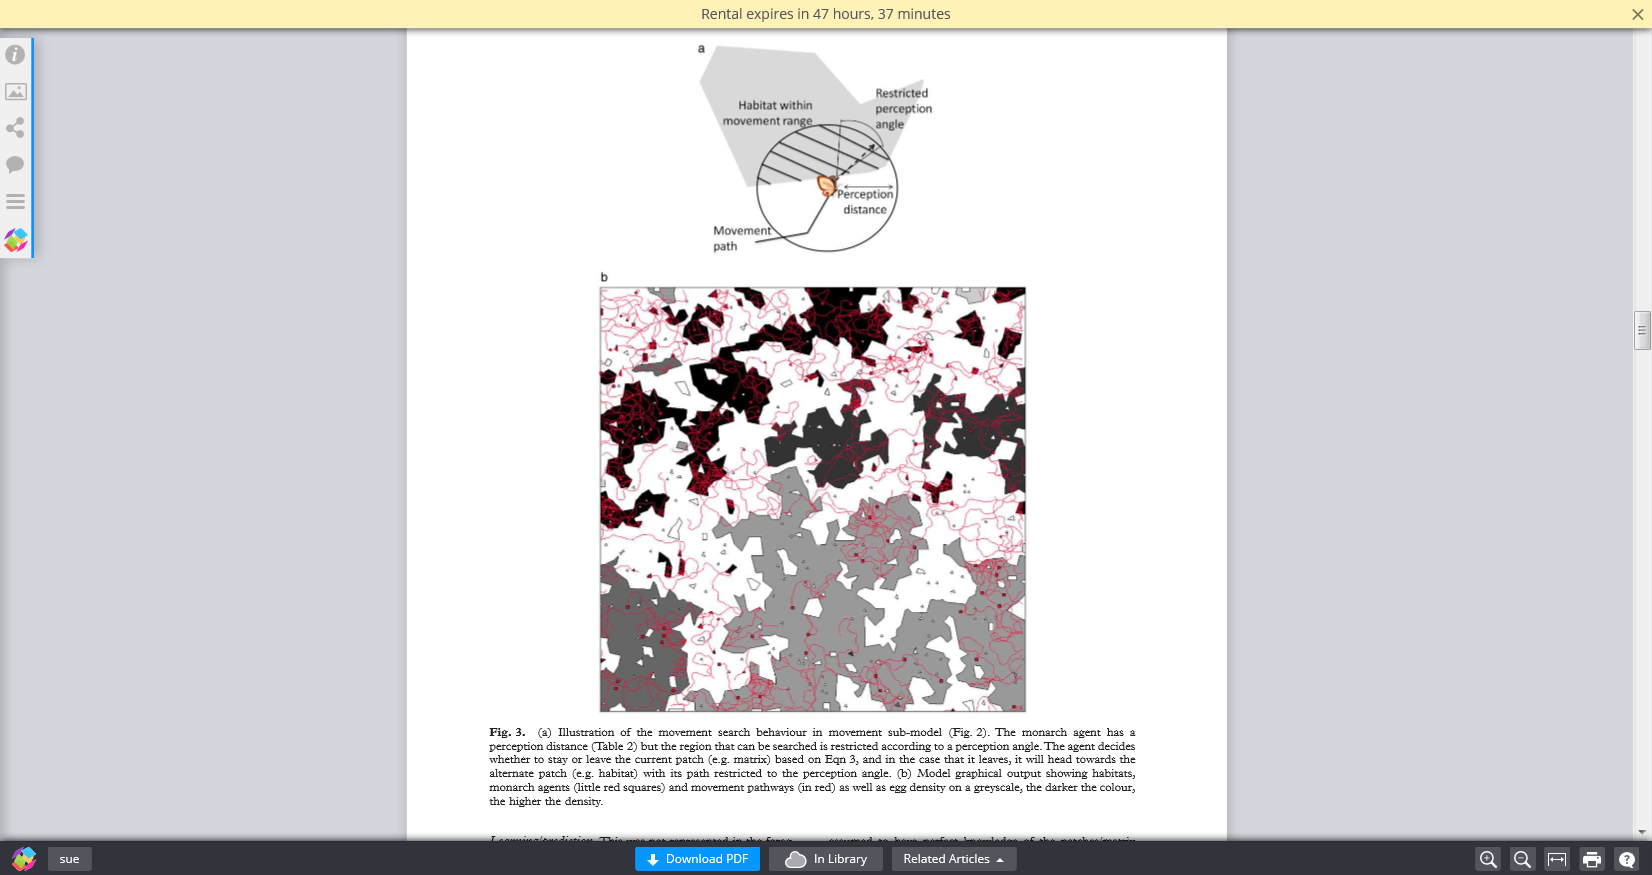 Rental expires in 47 hours, 37 minutes
a
Habitat within
movement range
Restricted
perception
angle
Perception
distance
Movement
path
b
Fig. 3. (a) Illustration of the movement search behaviour in movement sub-model (Fig. 2). The monarch agent has a
perception distance (Table 2) but the region that can be searched is restricted according to a perception angle. The agent decides
whether to stay or leave the current patch (e.g. matrix) based on Eqn 3, and in the case that it leaves, it will head towards the
alternate patch (e.g. habitat) with its path restricted to the perception angle. (b) Model graphical output showing habitats,
monarch agents (little red squares) and movement pathways (in red) as well as egg density on a greyscale, the darker the colour,
the higher the density.
sue
Download PDF
In Library
Related Articles